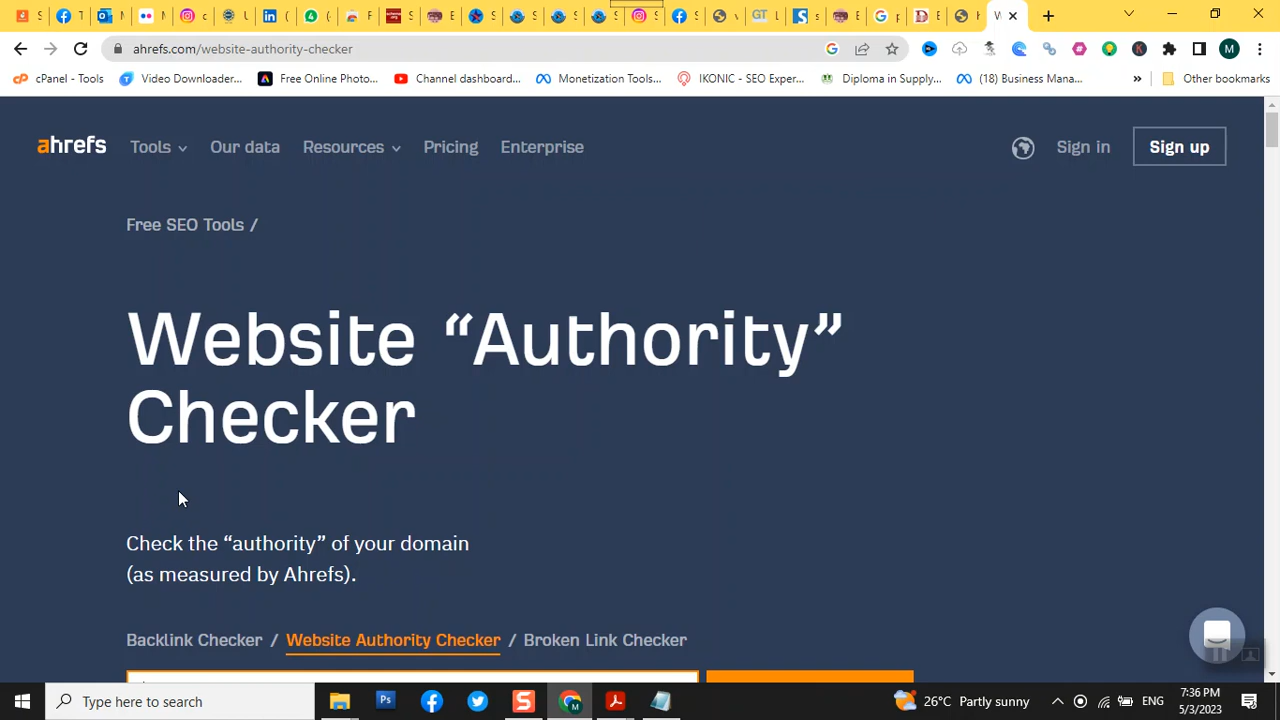 ahrefs.com/website-authority-checker
M
cPanel - Tools
Video Downloader...
Free Online Photo...
Channel dashboard...
Monetization Tools...
IKONIC - SEO Exper...
Diploma in Supply...
(18) Business Mana...
»
Other bookmarks
ahrefs
Tools
Our data
Resources
Pricing
Enterprise
Sign in
Sign up
Free SEO Tools /
Website “Authority”
Checker
Check the “authority” of your domain
(as measured by Ahrefs).
Backlink Checker / Website Authority Checker / Broken Link Checker
Type here to search
26°C Partly sunny
ENG
7:36 PM
5/3/2023